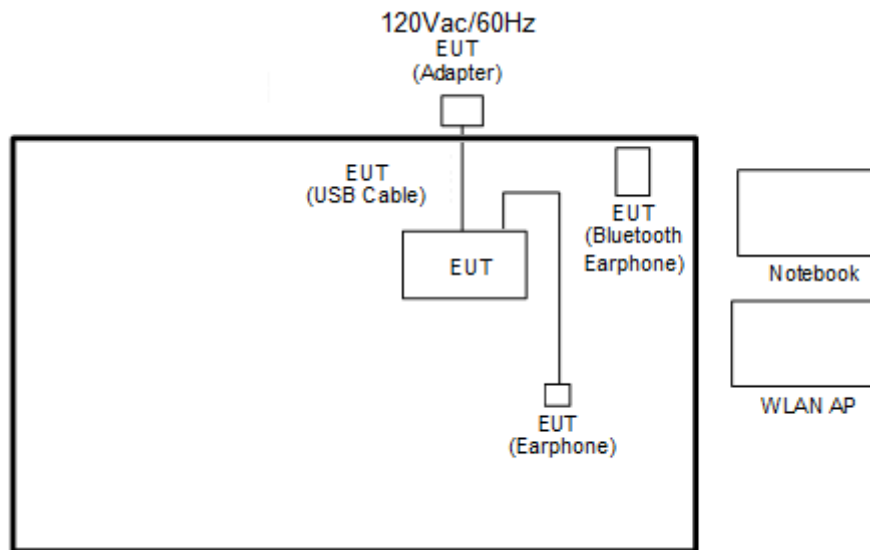 120Vac/60Hz
EUT
(Adapter)
EUT
(USB Cable)
EUT
(Bluetooth
Earphone)
EUT
Notebook
WLAN AP
EUT
(Earphone)